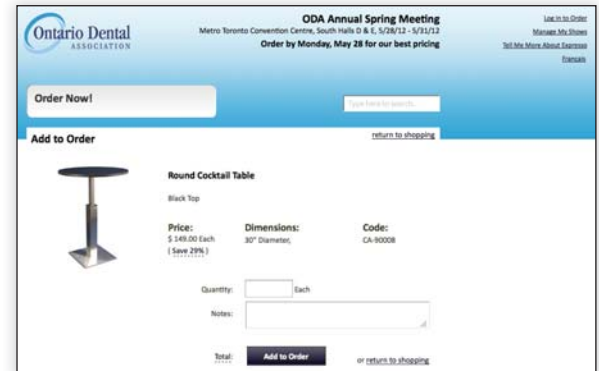 Ontario Dental
ASSOCIATION
ODA Annual Spring Meeting
Metro Toronto Convention Centre, South Halls D & E, 5/28/12 - 5/31/12
Order by Monday, May 28 for our best pricing
Log in to Order
Manage My Shows
Tell Me More About Expresso
Français
Order Now!
Type here to search.
Add to Order
return to shopping
Round Cocktail Table
Black Top
Price: Dimensions: Code:
$ 149.00 Each 30" Diameter, CA-90008
( Save 29% )
Quantity: Each
Notes:
Total: Add to Order or return to shopping